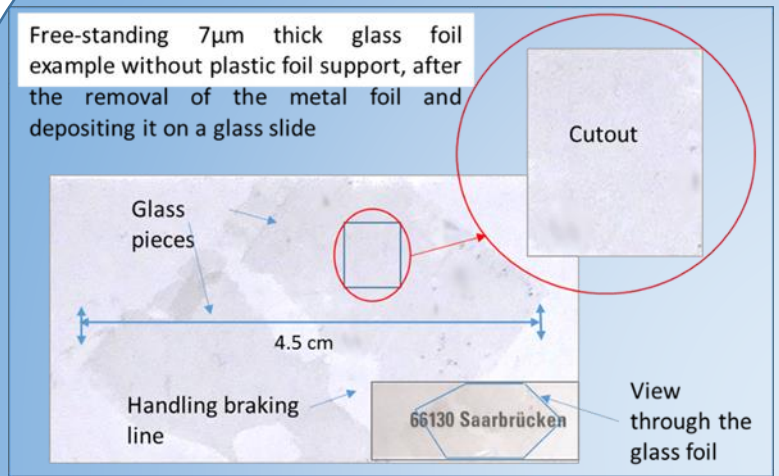 Free-standing 7µm thick glass foil
example without plastic foil support, after
the removal of the metal foil and
depositing it on a glass slide
Cutout
Glass
pieces
4.5 cm
Handling braking
line
66130 Saarbrücken
View
through the
glass foil